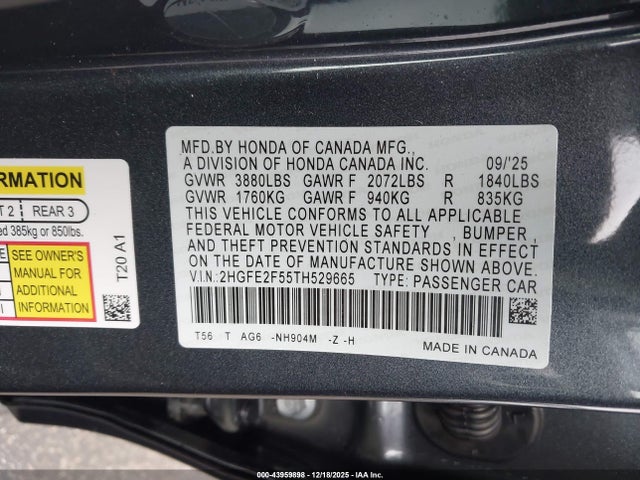 MFD.BY HONDA OF CANADA MFG.,
A DIVISION OF HONDA CANADA INC. 09/'25
GVWR 3880LBS GAWR F 2072LBS R 1840LBS
GVWR 1760KG GAWR F 940KG R 835KG
THIS VEHICLE CONFORMS TO ALL APPLICABLE
FEDERAL MOTOR VEHICLE SAFETY , BUMPER ,
AND THEFT PREVENTION STANDARDS IN EFFECT
ON THE DATE OF MANUFACTURE SHOWN ABOVE.
V.I.N.:2HGFE2F55TH529665 TYPE: PASSENGER CAR
T56 T AG6 -NH904M -Z -H
MADE IN CANADA
ORMATION
T 2 REAR 3
ed 385kg or 850lbs.
SEE OWNER'S
MANUAL FOR
ADDITIONAL
INFORMATION
T20 A1
000-43959898 - 12/18/2025 - IAA Inc.